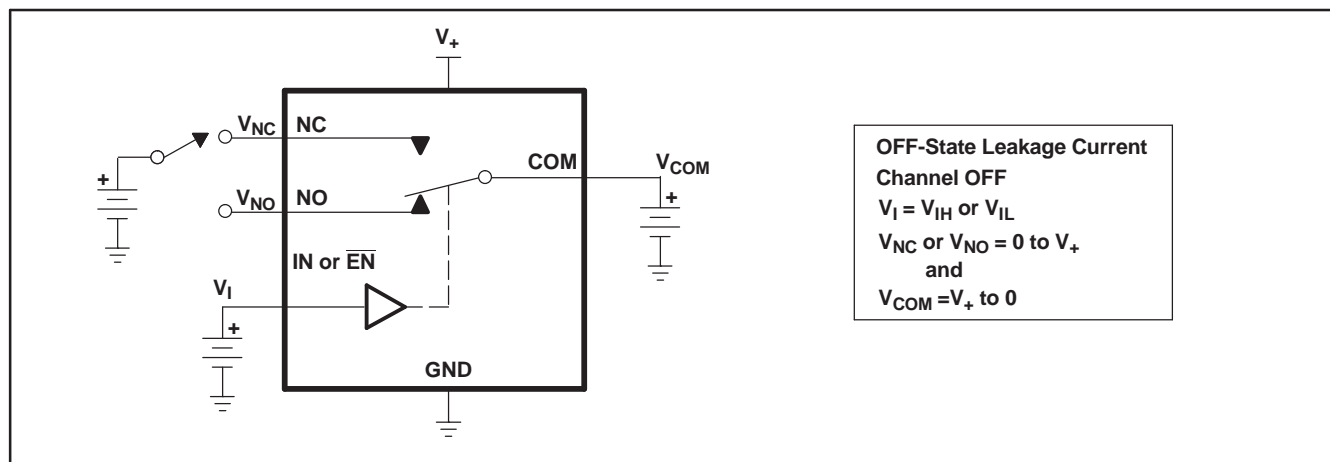 V+
VNC NC
COM VCOM
+
+
VNO NO
IN or EN
VI
+
GND
OFF-State Leakage Current
Channel OFF
VI = VIH or VIL
VNC or VNO = 0 to V+
and
VCOM =V+ to 0